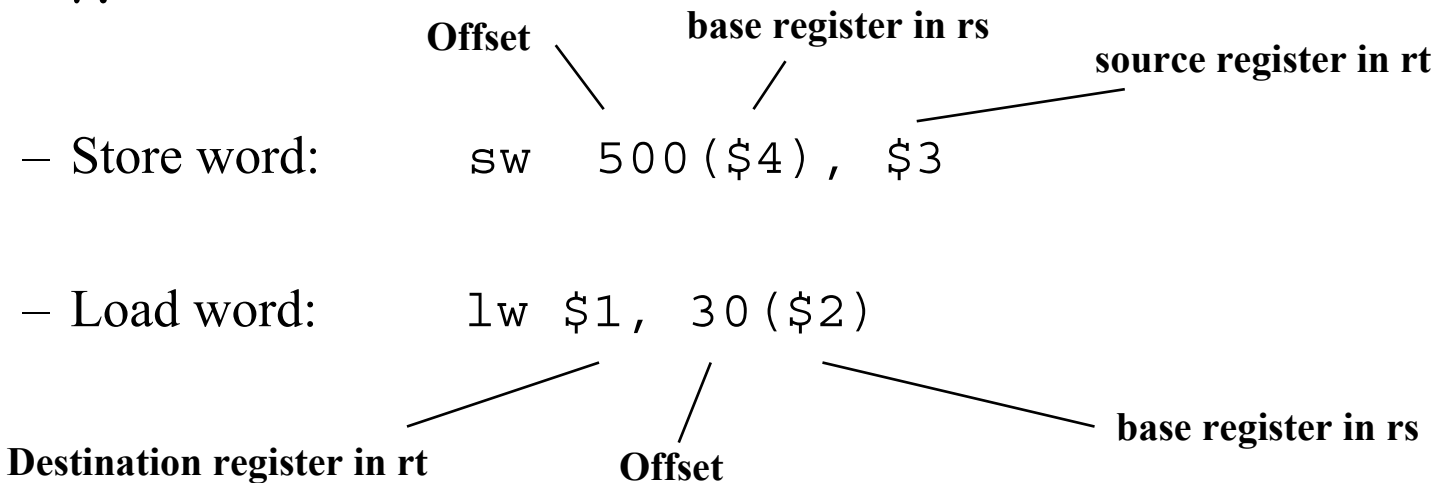 Offset
base register in rs
source register in rt
– Store word: sw 500($4), $3
– Load word: lw $1, 30($2)
Destination register in rt
Offset
base register in rs